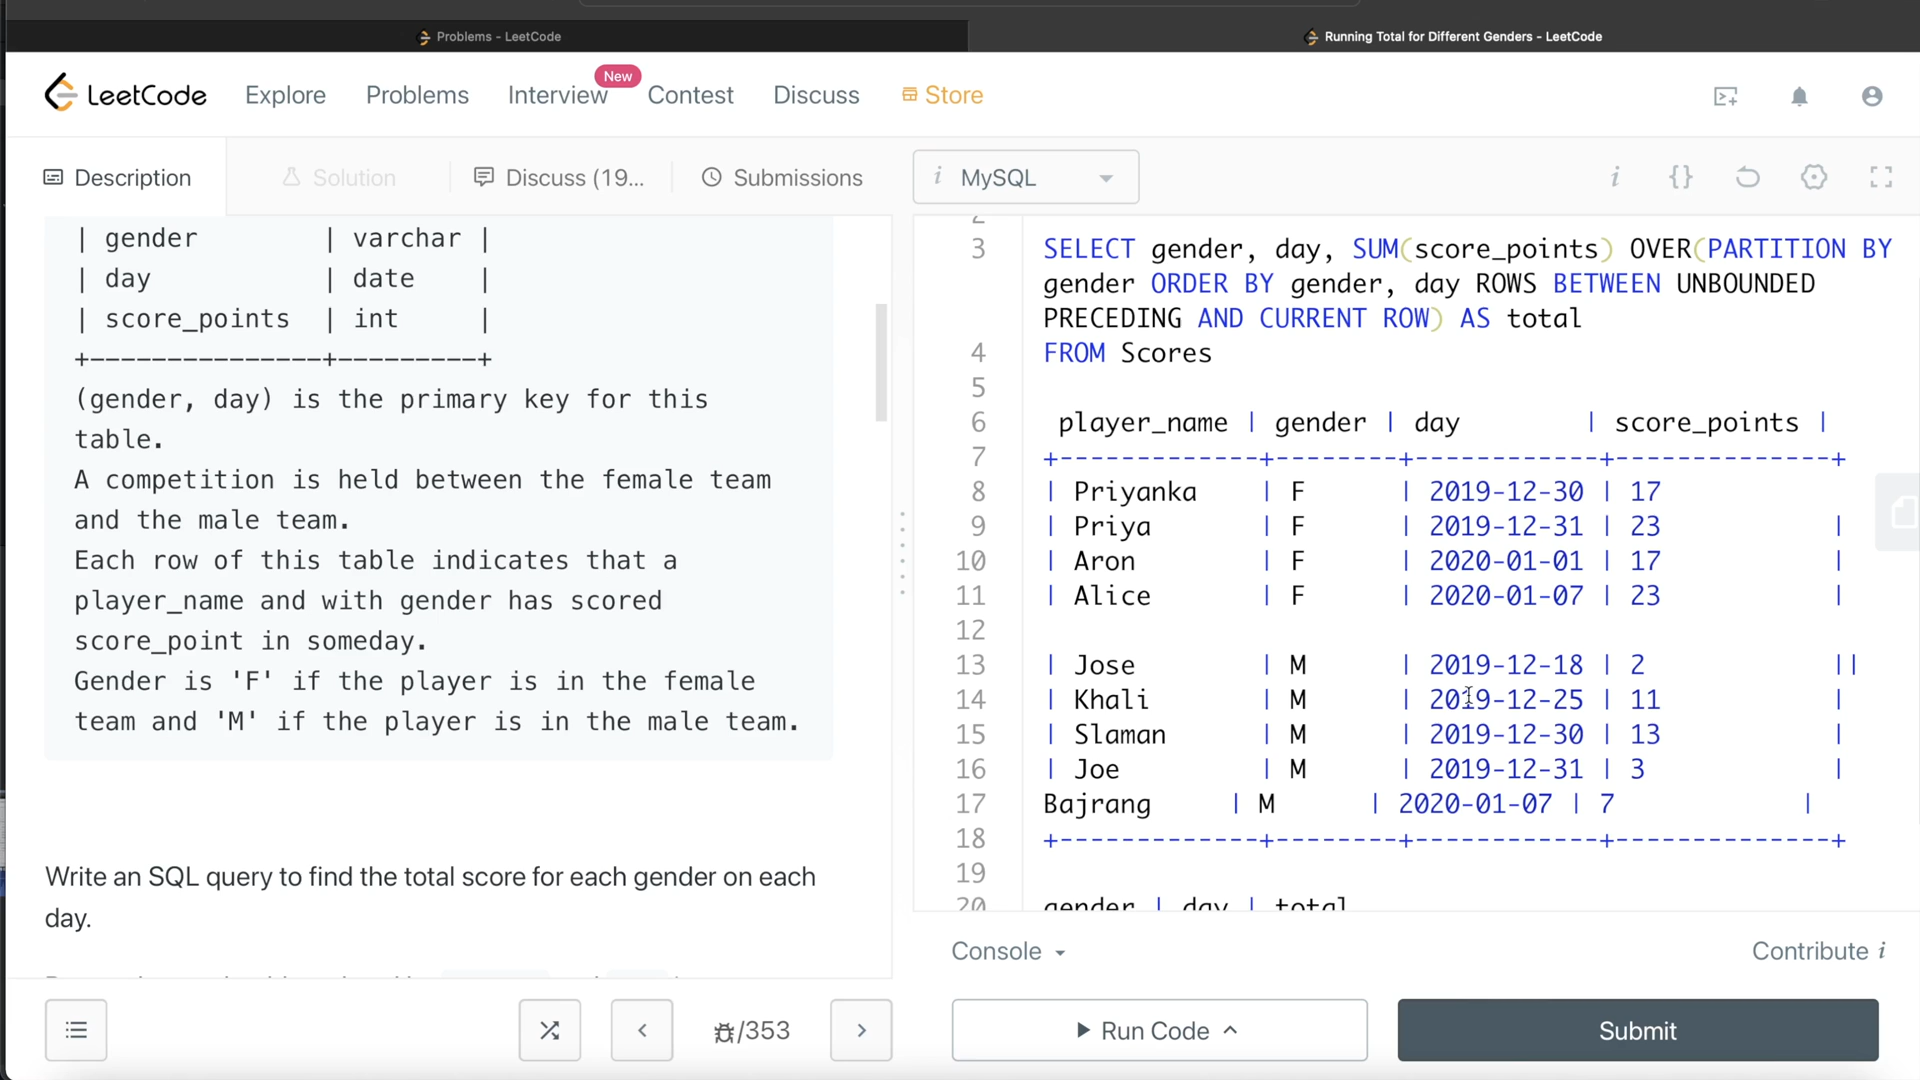 Problems - LeetCode
Running Total for Different Genders - LeetCode
LeetCode
Explore
Problems
Interview
New
Contest
Discuss
Store
Description
Solution
Discuss (19...
Submissions
i MySQL
| gender | varchar |
| day | date |
| score_points | int |
+---------------+---------+
(gender, day) is the primary key for this
table.
A competition is held between the female team
and the male team.
Each row of this table indicates that a
player_name and with gender has scored
score_point in someday.
Gender is 'F' if the player is in the female
team and 'M' if the player is in the male team.
Write an SQL query to find the total score for each gender on each
day.
2
3 SELECT gender, day, SUM(score_points) OVER(PARTITION BY
gender ORDER BY gender, day ROWS BETWEEN UNBOUNDED
PRECEDING AND CURRENT ROW) AS total
4 FROM Scores
5
6 player_name | gender | day | score_points |
7 +-------------+--------+------------+--------------+
8 | Priyanka | F | 2019-12-30 | 17
9 | Priya | F | 2019-12-31 | 23 |
10 | Aron | F | 2020-01-01 | 17 |
11 | Alice | F | 2020-01-07 | 23 |
12
13 | Jose | M | 2019-12-18 | 2 ||
14 | Khali | M | 2019-12-25 | 11 |
15 | Slaman | M | 2019-12-30 | 13 |
16 | Joe | M | 2019-12-31 | 3 |
17 Bajrang | M | 2020-01-07 | 7 |
18 +-------------+--------+------------+--------------+
19
20 gender | day | total
Console
Contribute i
/353
Run Code
Submit